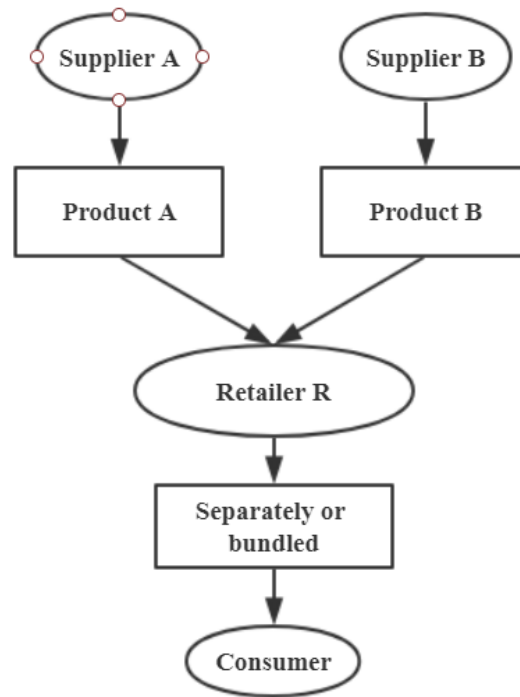 Supplier A
Supplier B
Product A
Product B
Retailer R
Separately or
bundled
Consumer